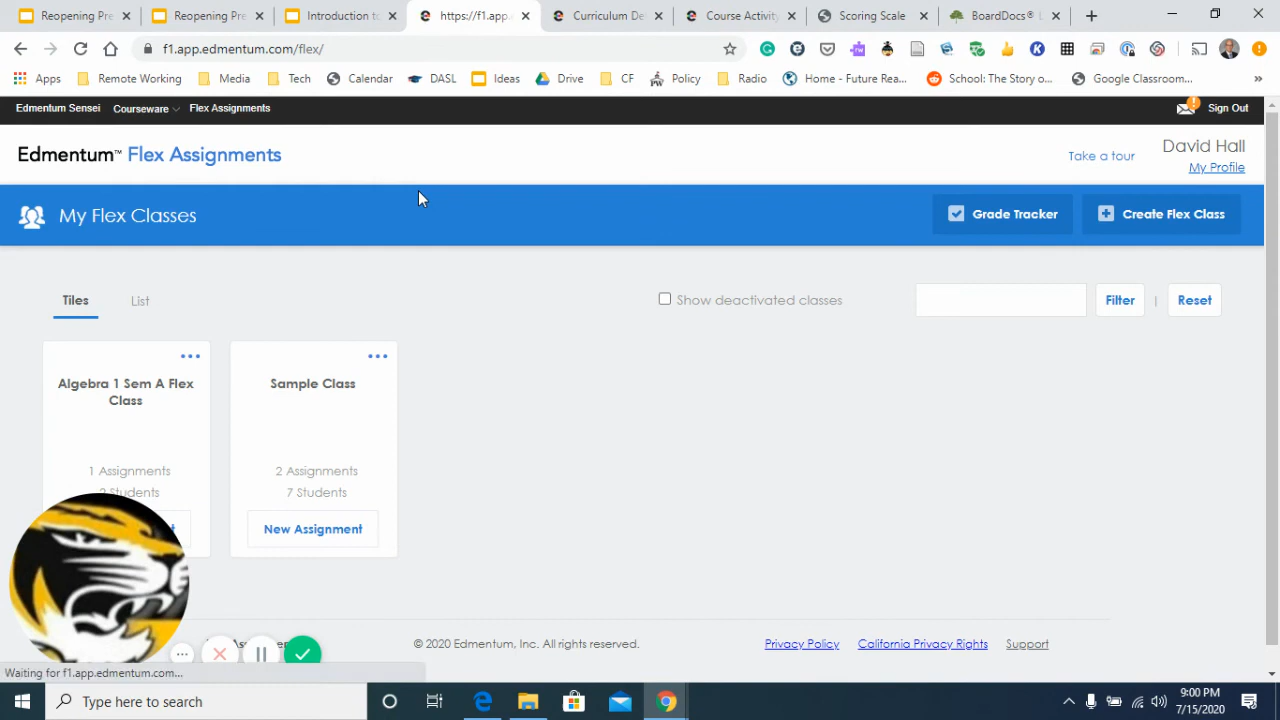 Reopening Pre
Reopening Pre
Introduction to
https://f1.app.
Curriculum De
Course Activity
Scoring Scale
BoardDocs®
f1.app.edmentum.com/flex/
Apps
Remote Working
Media
Tech
Calendar
DASL
Ideas
Drive
CF
Policy
Radio
Home - Future Rea...
School: The Story o...
Google Classroom...
Edmentum Sensei
Courseware
Flex Assignments
Sign Out
Edmentum™ Flex Assignments
Take a tour
David Hall
My Profile
My Flex Classes
Grade Tracker
Create Flex Class
Tiles
List
Show deactivated classes
Filter
|
Reset
Algebra 1 Sem A Flex
Class
1 Assignments
2 Students
Sample Class
2 Assignments
7 Students
New Assignment
© 2020 Edmentum, Inc. All rights reserved.
Privacy Policy
California Privacy Rights
Support
Waiting for f1.app.edmentum.com...
Type here to search
9:00 PM
7/15/2020